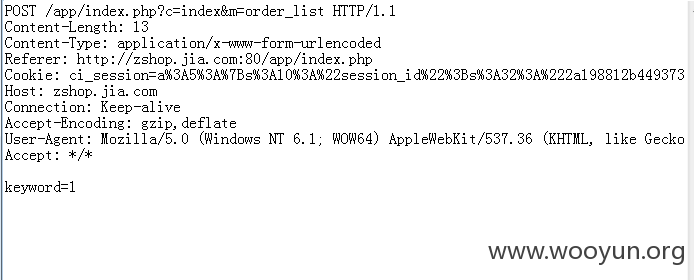 POST /app/index.php?c=index&m=order_list HTTP/1.1
Content-Length: 13
Content-Type: application/x-www-form-urlencoded
Referer: http://zshop.jia.com:80/app/index.php
Cookie: ci_session=a%3A5%3A%7Bs%3A10%3A%22session_id%22%3Bs%3A32%3A%222a198812b449373
Host: zshop.jia.com
Connection: Keep-alive
Accept-Encoding: gzip,deflate
User-Agent: Mozilla/5.0 (Windows NT 6.1; WOW64) AppleWebKit/537.36 (KHTML, like Gecko
Accept: */*
keyword=1
www.wooyun.org